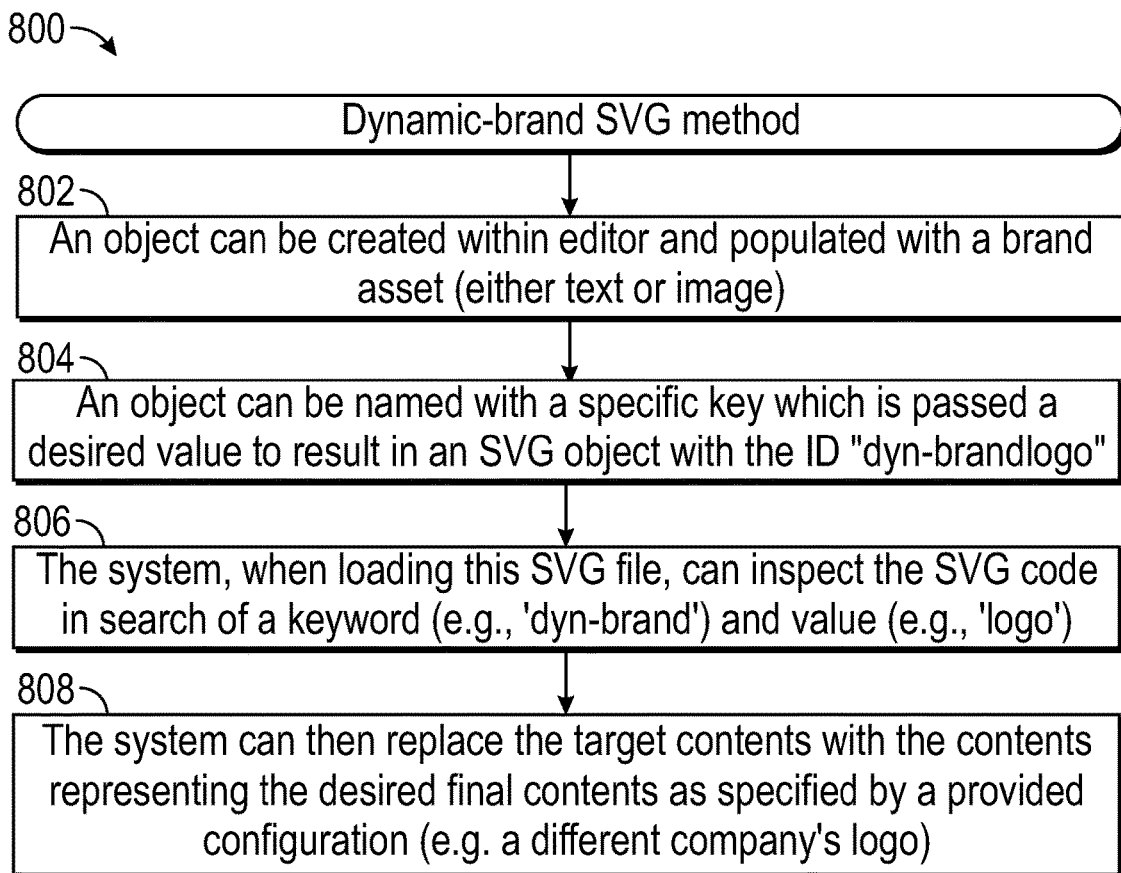 800
Dynamic-brand SVG method
802
An object can be created within editor and populated with a brand
asset (either text or image)
804
An object can be named with a specific key which is passed a
desired value to result in an SVG object with the ID "dyn-brandlogo"
806
The system, when loading this SVG file, can inspect the SVG code
in search of a keyword (e.g., 'dyn-brand') and value (e.g., 'logo')
808
The system can then replace the target contents with the contents
representing the desired final contents as specified by a provided
configuration (e.g. a different company's logo)